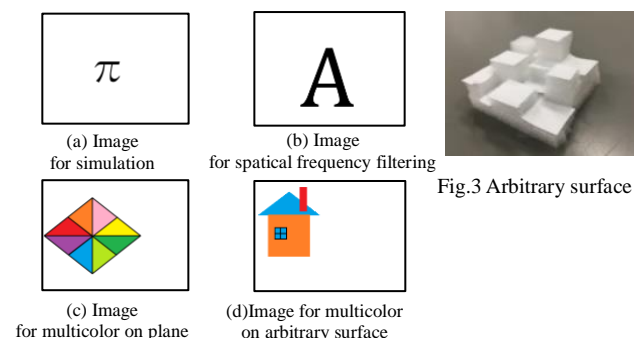 π
(a) Image
for simulation
A
(b) Image
for spatical frequency filtering
Fig.3 Arbitrary surface
(c) Image
for multicolor on plane
(d)Image for multicolor
on arbitrary surface